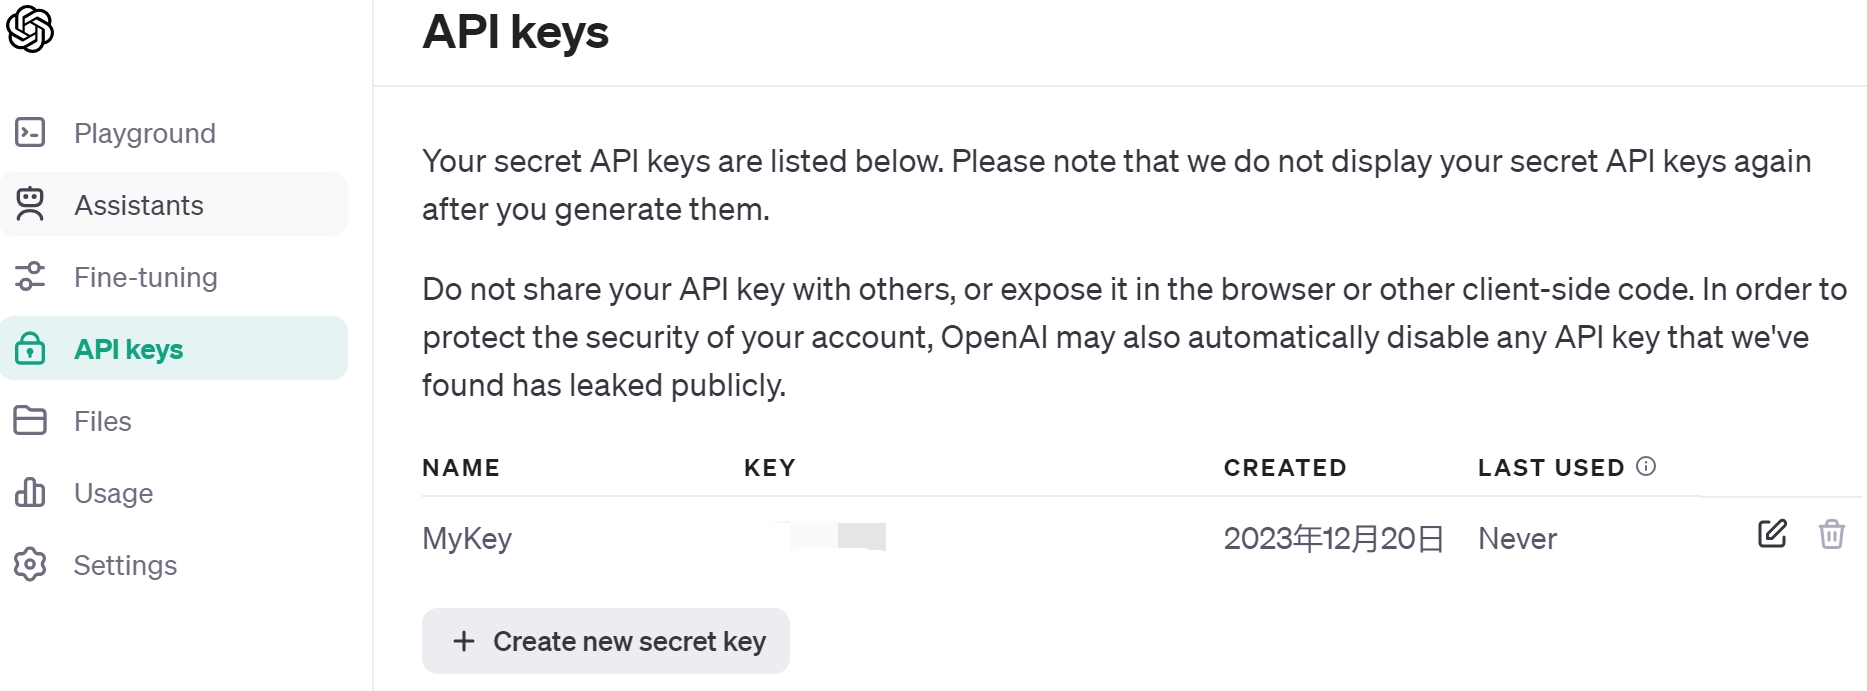 API keys
Playground
Assistants
Fine-tuning
API keys
Files
Usage
Settings
Your secret API keys are listed below. Please note that we do not display your secret API keys again
after you generate them.
Do not share your API key with others, or expose it in the browser or other client-side code. In order to
protect the security of your account, OpenAI may also automatically disable any API key that we've
found has leaked publicly.
NAME KEY CREATED LAST USED
MyKey 2023年12月20日 Never
Create new secret key